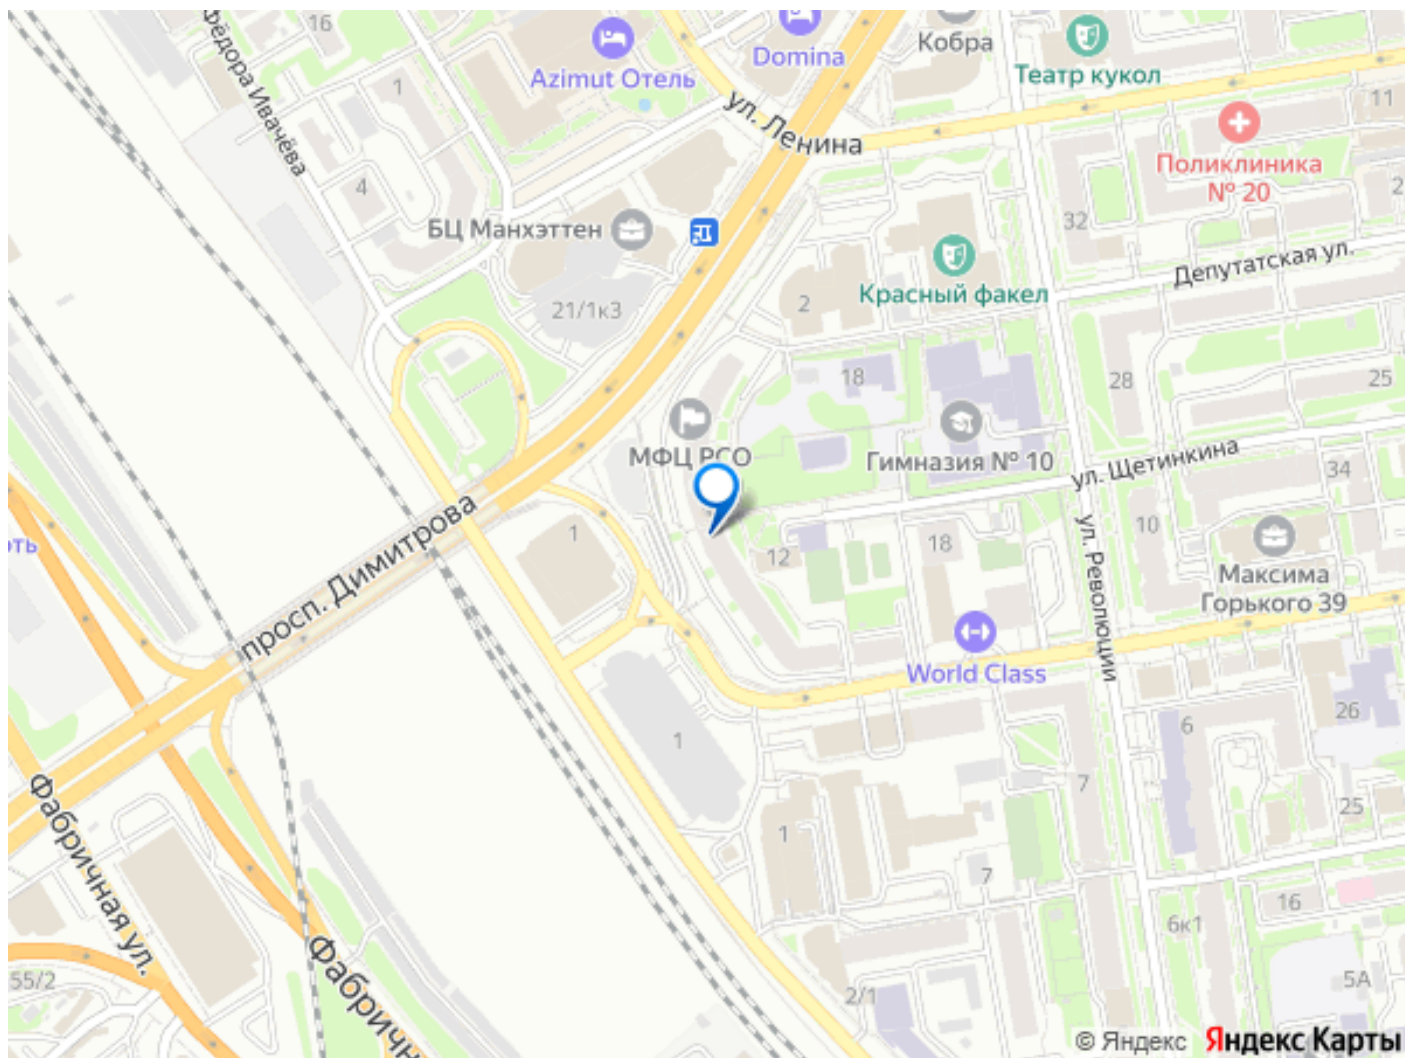 Фёдора Ивачёва
16
1
4
Azimut Отель
Domina
Кобра
Театр кукол
ул. Ленина
11
Поликлиника
№ 20
2
32
БЦ Манхэттен
21/1к3
Красный факел
2
Депутатская ул.
18
28
25
МФЦ РСО
Гимназия № 10
ул. Щетинкина
34
просп. Димитрова
1
12
18
10
ул. Революции
Максима
Горького 39
World Class
1
6
26
7
25
1
7
16
6к1
5А
2/1
Фабричная ул.
55/2
Фабричн
© Яндекс Яндекс Карты